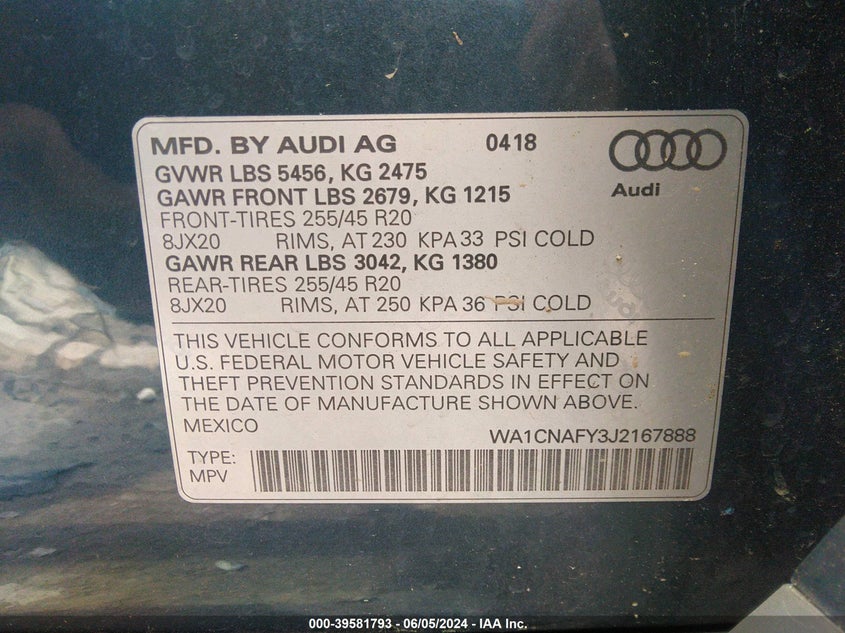 MFD. BY AUDI AG 0418
GVWR LBS 5456, KG 2475
GAWR FRONT LBS 2679, KG 1215
Audi
FRONT-TIRES 255/45 R20
8JX20 RIMS, AT 230 KPA 33 PSI COLD
GAWR REAR LBS 3042, KG 1380
REAR-TIRES 255/45 R20
8JX20 RIMS, AT 250 KPA 36 PSI COLD
THIS VEHICLE CONFORMS TO ALL APPLICABLE
U.S. FEDERAL MOTOR VEHICLE SAFETY AND
THEFT PREVENTION STANDARDS IN EFFECT ON
THE DATE OF MANUFACTURE SHOWN ABOVE.
MEXICO WA1CNAFY3J2167888
TYPE:
MPV
000-39581793 - 06/05/2024 - IAA Inc.